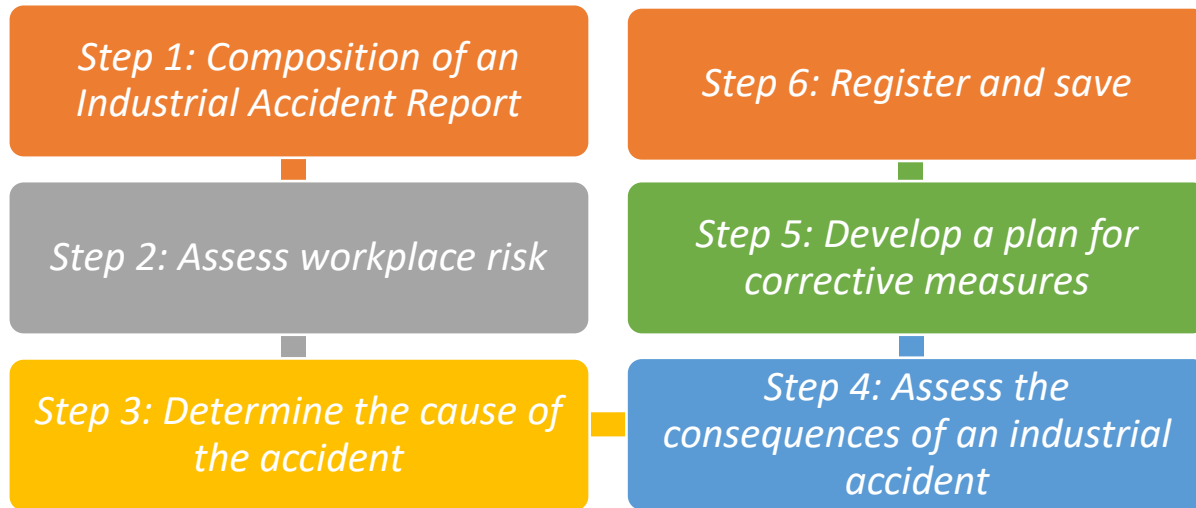 Step 1: Composition of an
Industrial Accident Report
Step 2: Assess workplace risk
Step 3: Determine the cause of
the accident
Step 4: Assess the
consequences of an industrial
accident
Step 5: Develop a plan for
corrective measures
Step 6: Register and save